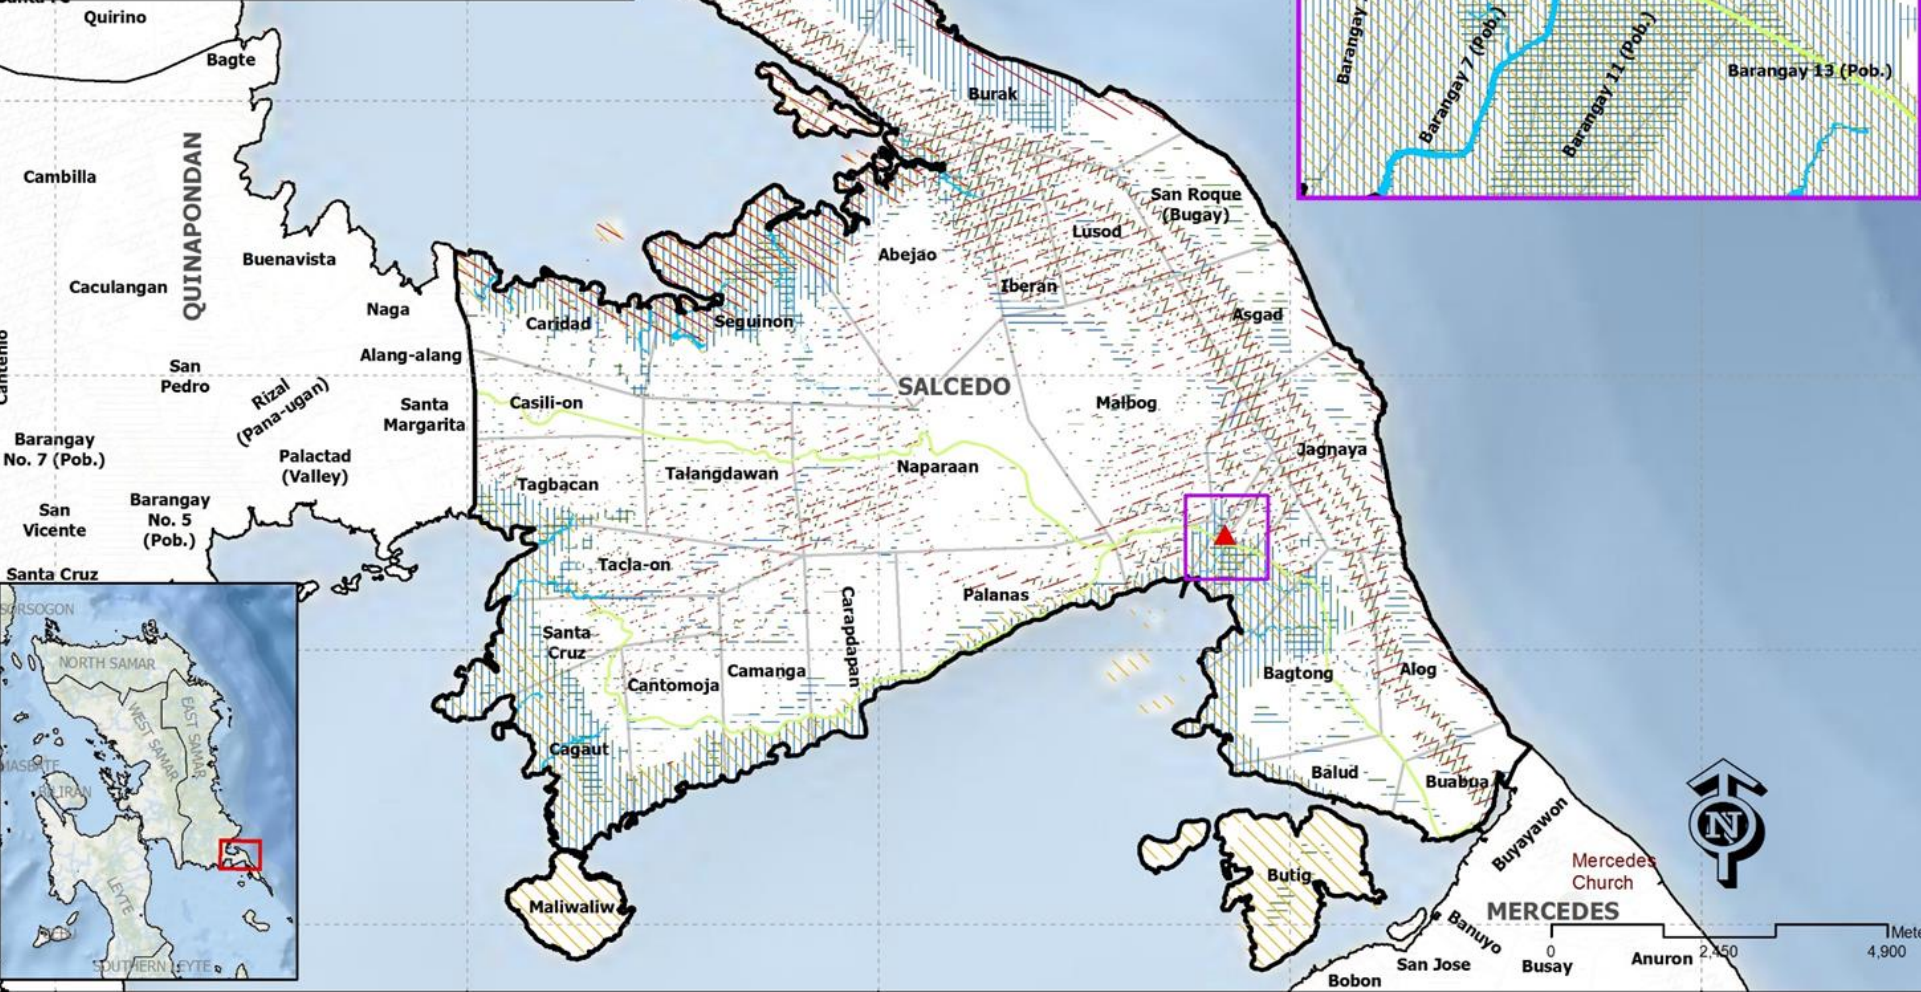 Quirino
Bagte
Cambilla
QUINAPONDAN
Buenavista
Caculangan
Naga
Alang-alang
San
Pedro
Rizal
(Pana-ugan)
Santa
Margarita
Barangay
No. 7 (Pob.)
Palactad
(Valley)
San
Vicente
Barangay
No. 5
(Pob.)
Santa Cruz
Burak
San Roque
(Bugay)
Lusod
Abejao
Iberan
Asgad
Caridad
Seguinon
SALCEDO
Casili-on
Malbog
Jagnaya
Talangdawan
Naparaan
Tagbacan
Tacla-on
Palanas
Carapdapan
Santa
Cruz
Camanga
Cantomoja
Bagtong
Alog
Cagaut
Balud
Buabua
Maliwaliw
Butig
Buyayawon
Mercedes
Church
MERCEDES
Banuyo
San Jose
Busay
Anuron
Bobon
N
0
2,450
4,900
Barangay
Barangay 7 (Pob.)
Barangay 11 (Pob.)
Barangay 13 (Pob.)
SORSOGON
NORTH SAMAR
WEST SAMAR
EAST SAMAR
MASBATE
BILIRAN
LEYTE
SOUTHERN LEYTE